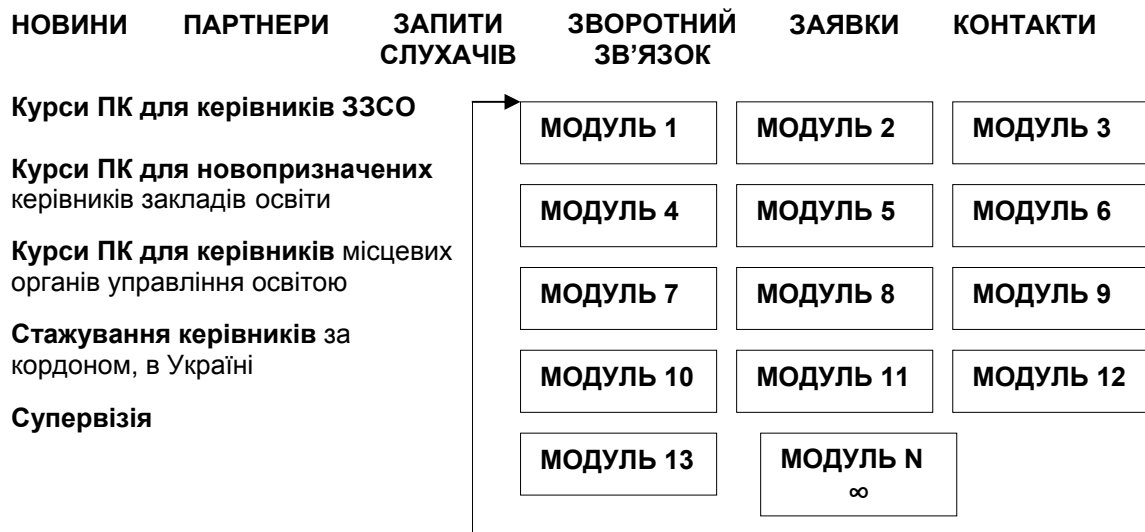 НОВИНИ ПАРТНЕРИ ЗАПИТИ СЛУХАЧІВ ЗВОРОТНИЙ ЗВ’ЯЗОК ЗАЯВКИ КОНТАКТИ
Курси ПК для керівників ЗЗСО
Курси ПК для новопризначених
керівників закладів освіти
Курси ПК для керівників місцевих
органів управління освітою
Стажування керівників за
кордоном, в Україні
Супервізія
МОДУЛЬ 1 МОДУЛЬ 2 МОДУЛЬ 3
МОДУЛЬ 4 МОДУЛЬ 5 МОДУЛЬ 6
МОДУЛЬ 7 МОДУЛЬ 8 МОДУЛЬ 9
МОДУЛЬ 10 МОДУЛЬ 11 МОДУЛЬ 12
МОДУЛЬ 13 МОДУЛЬ N
∞